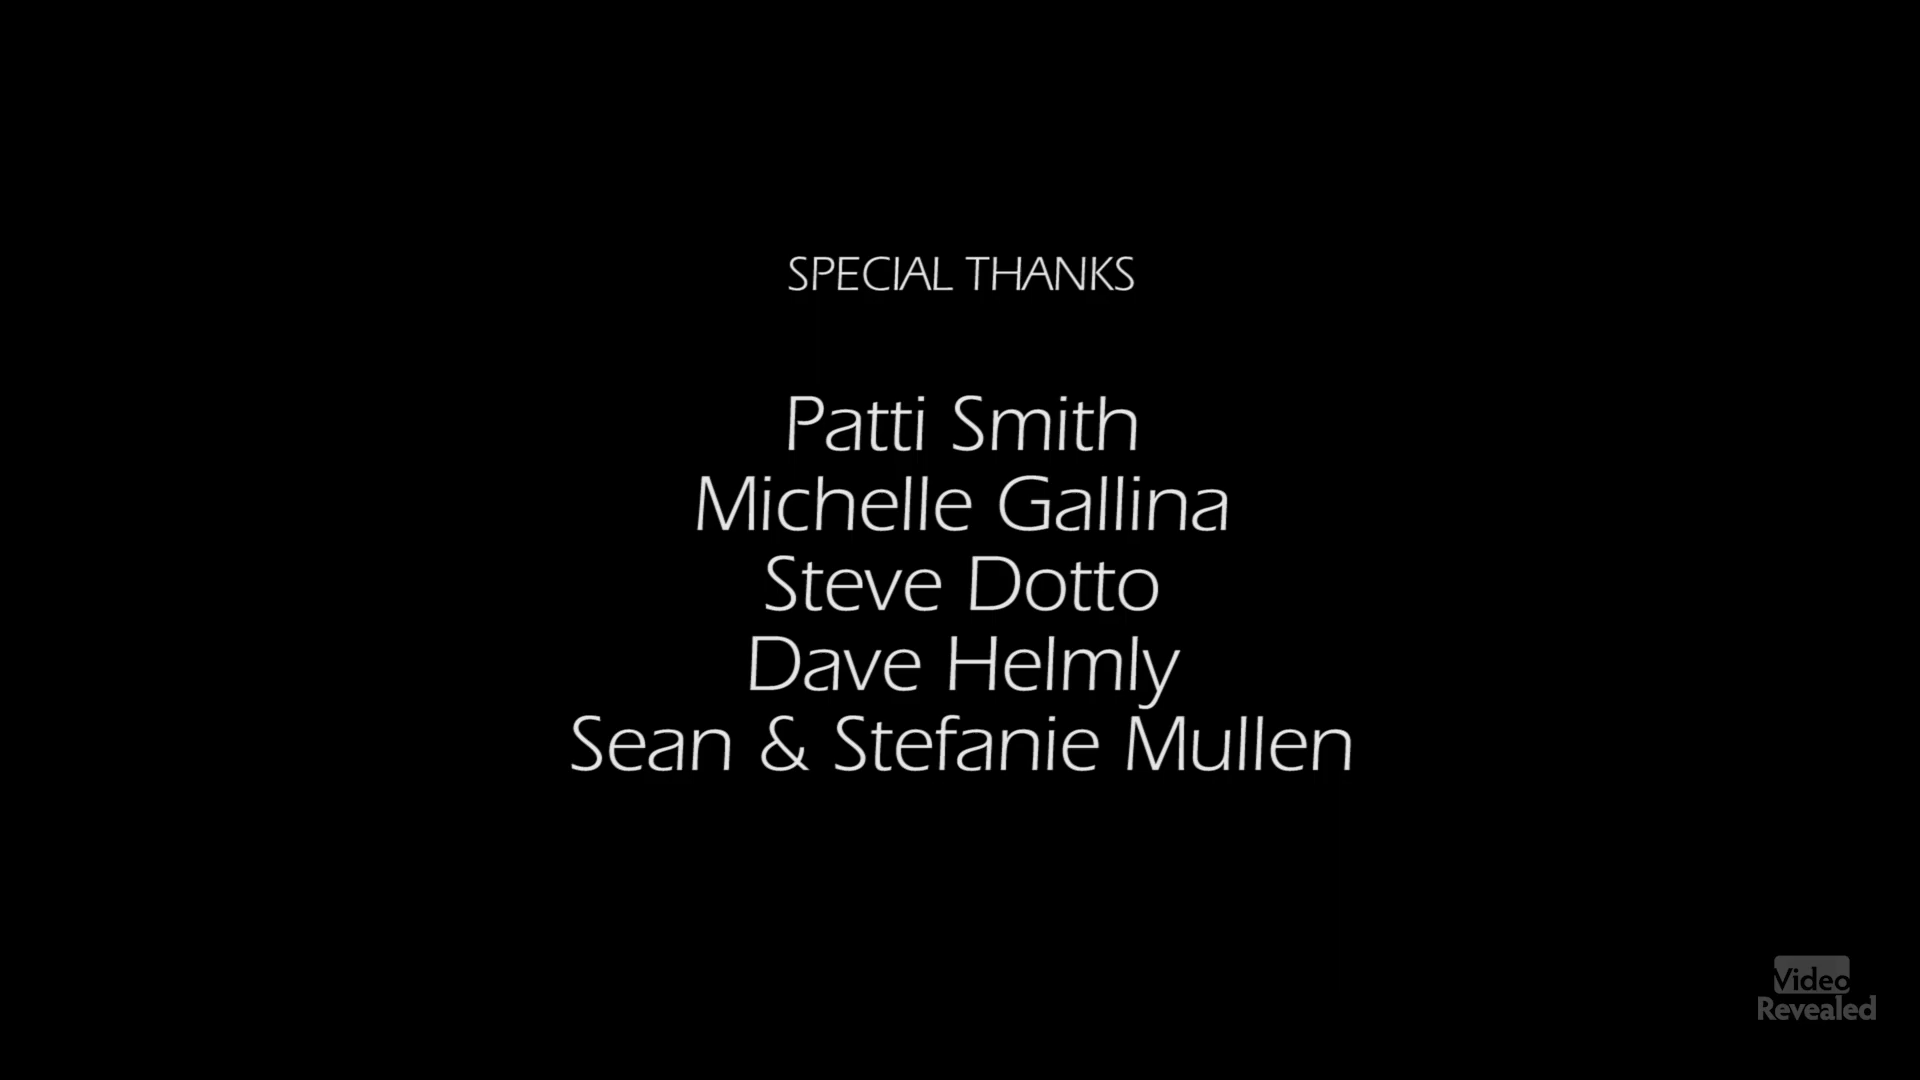 SPECIAL THANKS
Patti Smith
Michelle Gallina
Steve Dotto
Dave Helmly
Sean & Stefanie Mullen
Video
Revealed